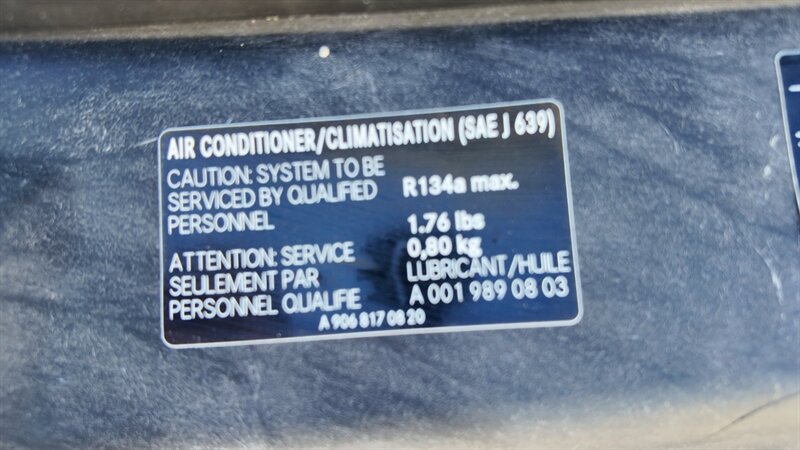 AIR CONDITIONER/CLIMATISATION (SAE J 639)
CAUTION: SYSTEM TO BE
SERVICED BY QUALIFIED
PERSONNEL
ATTENTION: SERVICE
SEULEMENT PAR
PERSONNEL QUALIFIE
R134a max.
1.76 lbs
0,80 kg
LUBRICANT/HUILE
A 001 989 08 03
A 906 817 08 20